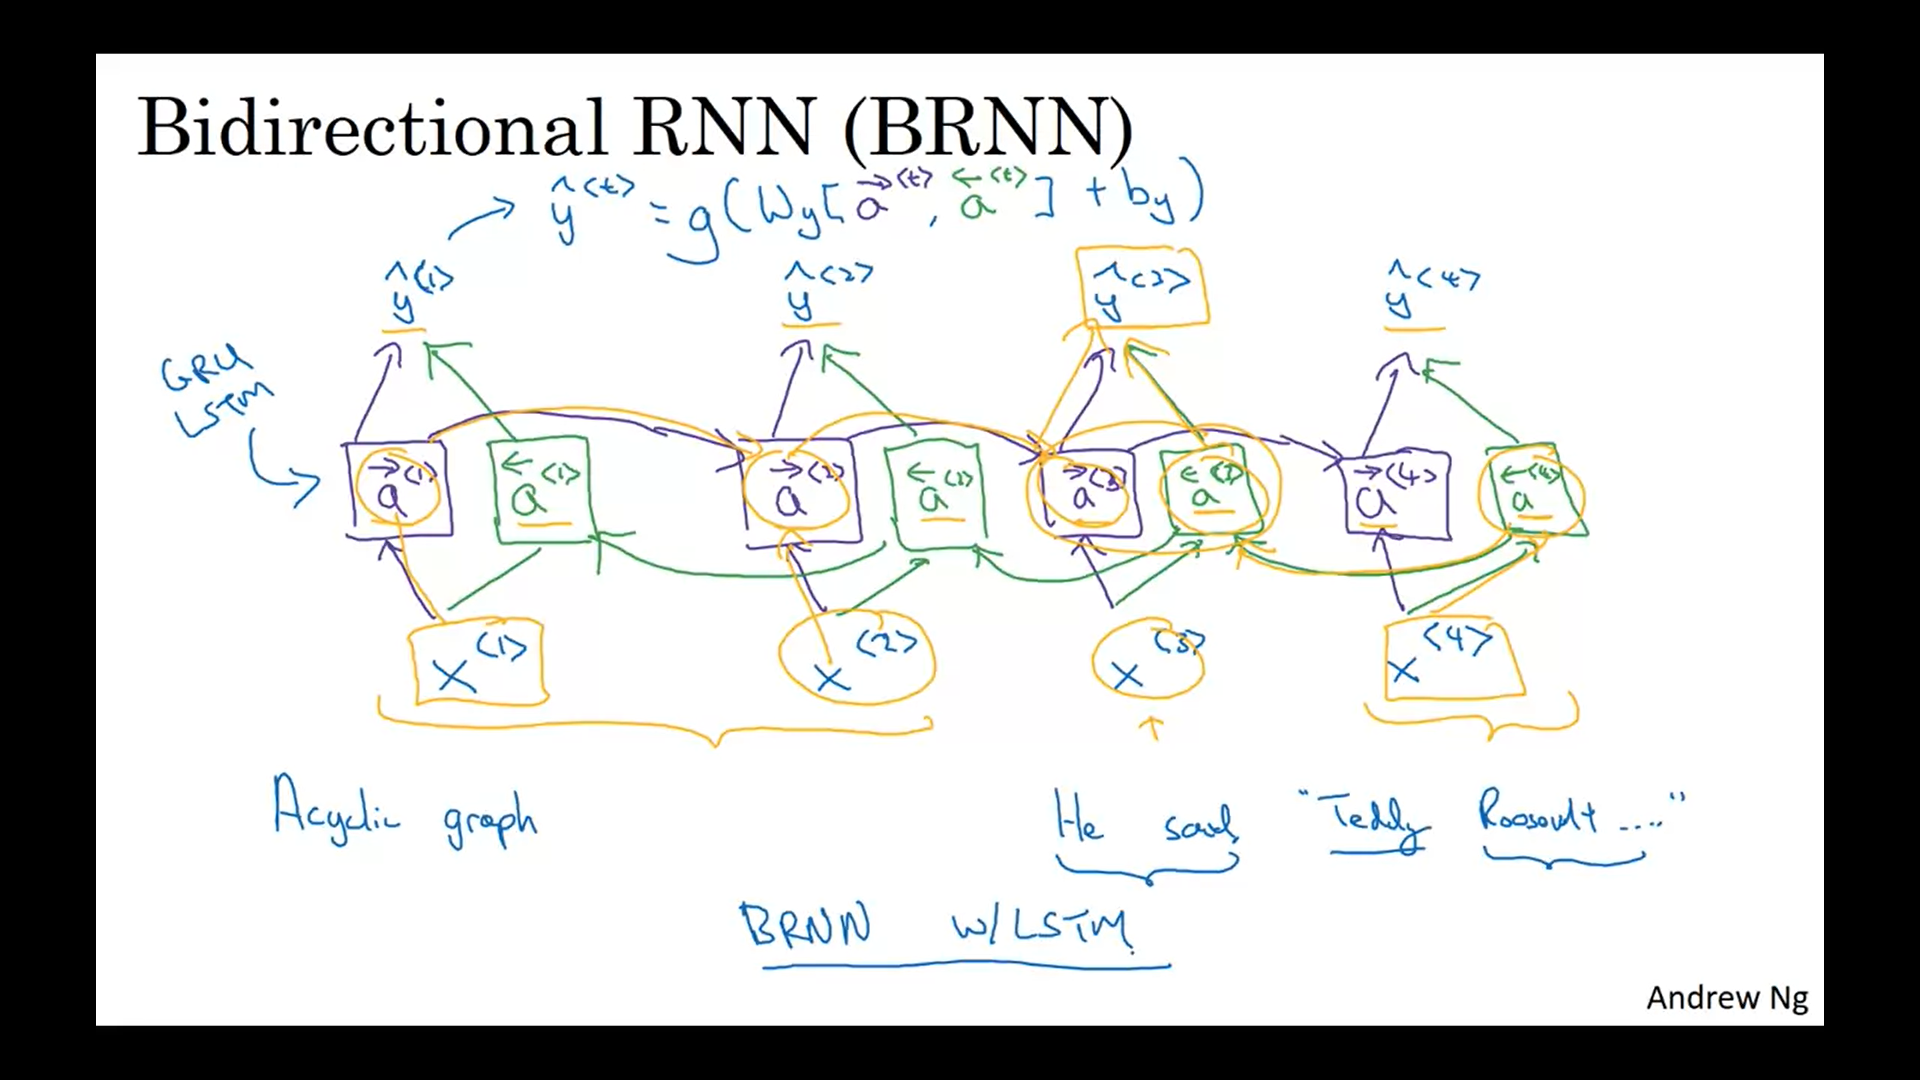 Bidirectional RNN (BRNN)
ŷ<t> = g(Wy[a→<t>, a←<t>] + by)
ŷ<1> ŷ<2> ŷ<3> ŷ<4>
GRU
LSTM
a→<1> a←<1> a→<2> a←<2> a→<3> a←<3> a→<4> a←<4>
x<1> x<2> x<3> x<4>
Acyclic graph He said "Teddy Roosevelt ...."
BRNN w/LSTM
Andrew Ng